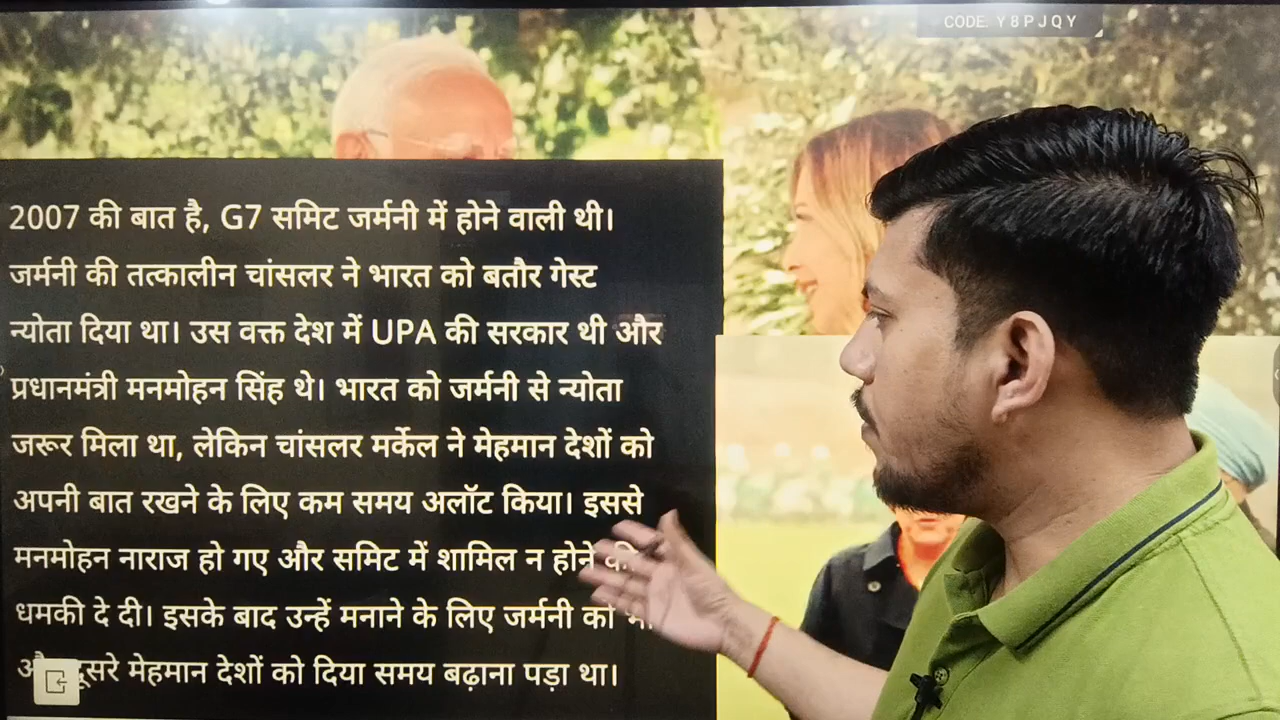 CODE: Y8PJQY
2007 की बात है, G7 समिट जर्मनी में होने वाली थी।
जर्मनी की तत्कालीन चांसलर ने भारत को बतौर गेस्ट
न्योता दिया था। उस वक्त देश में UPA की सरकार थी और
प्रधानमंत्री मनमोहन सिंह थे। भारत को जर्मनी से न्योता
जरूर मिला था, लेकिन चांसलर मर्केल ने मेहमान देशों को
अपनी बात रखने के लिए कम समय अलॉट किया। इससे
मनमोहन नाराज हो गए और समिट में शामिल न होने
धमकी दे दी। इसके बाद उन्हें मनाने के लिए जर्मनी को
मेहमान देशों को दिया समय बढ़ाना पड़ा था।